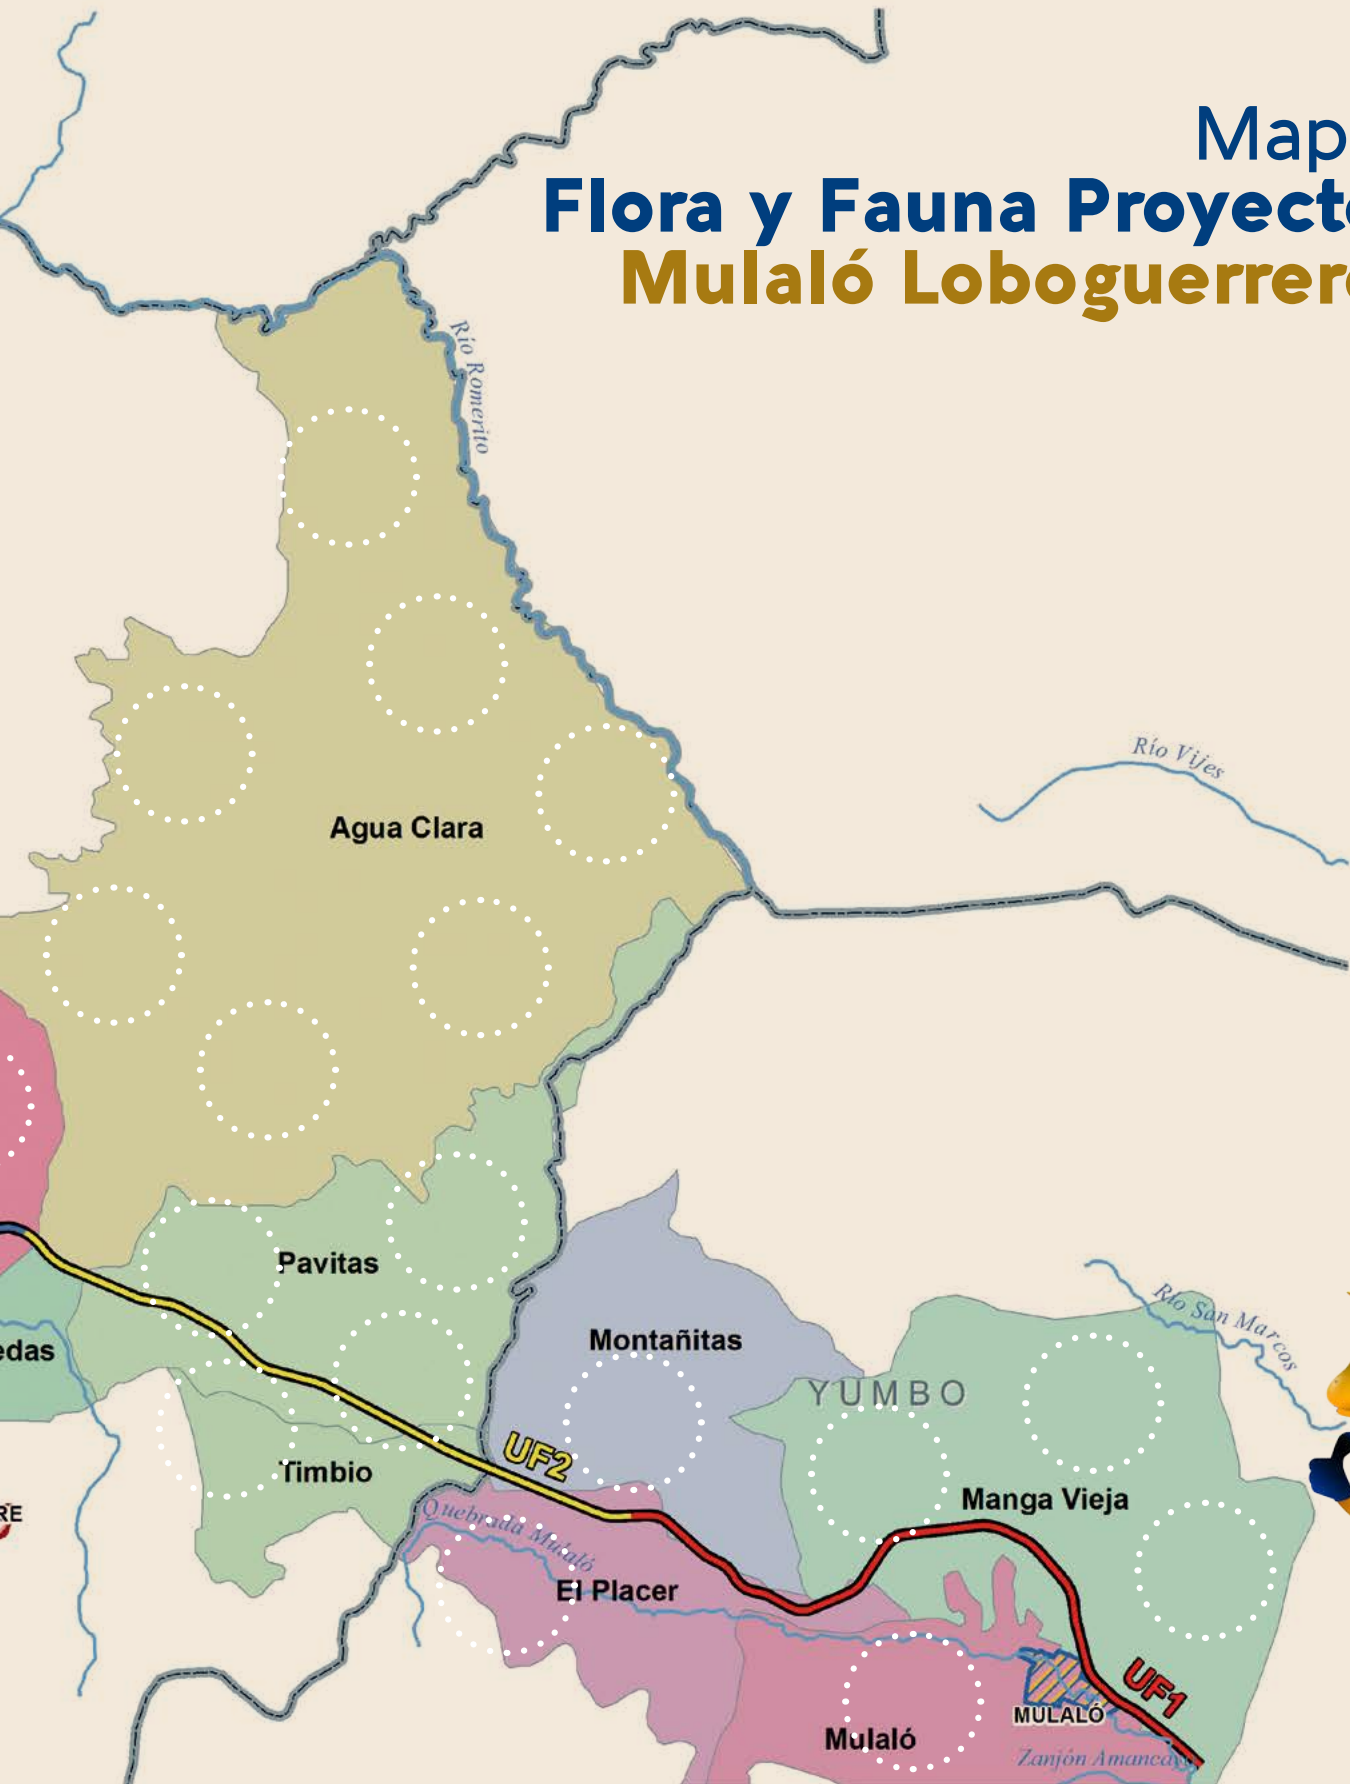 Map
Flora y Fauna Proyect
Mulaló Loboguerrer
Río Romerito
Río Vijes
Agua Clara
Pavitas
Río San Marcos
Montañitas
edas
YUMBO
UF2
Timbio
Manga Vieja
RE
Quebrada Mulaló
El Placer
UF1
MULALÓ
Mulaló
Zanjón Amanca